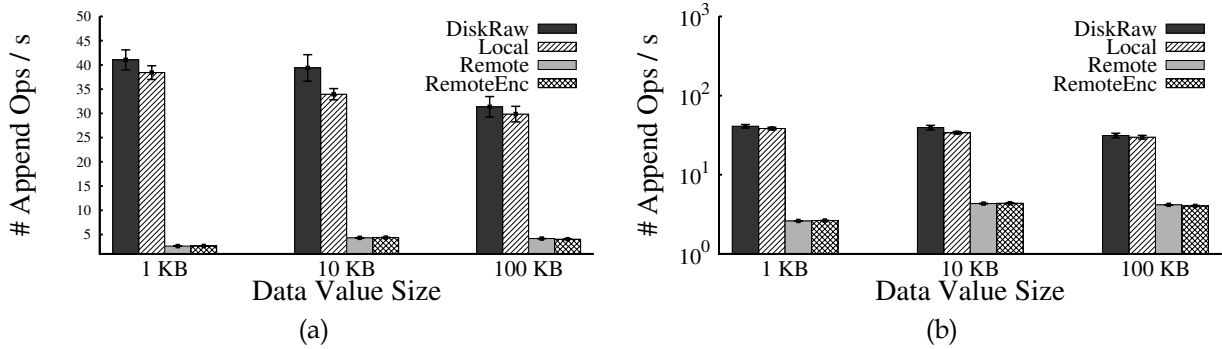 # Append Ops / s
50
45
40
35
30
25
20
15
10
5
DiskRaw
Local
Remote
RemoteEnc
1 KB
10 KB
100 KB
Data Value Size
(a)
# Append Ops / s
10^3
10^2
10^1
10^0
DiskRaw
Local
Remote
RemoteEnc
1 KB
10 KB
100 KB
Data Value Size
(b)